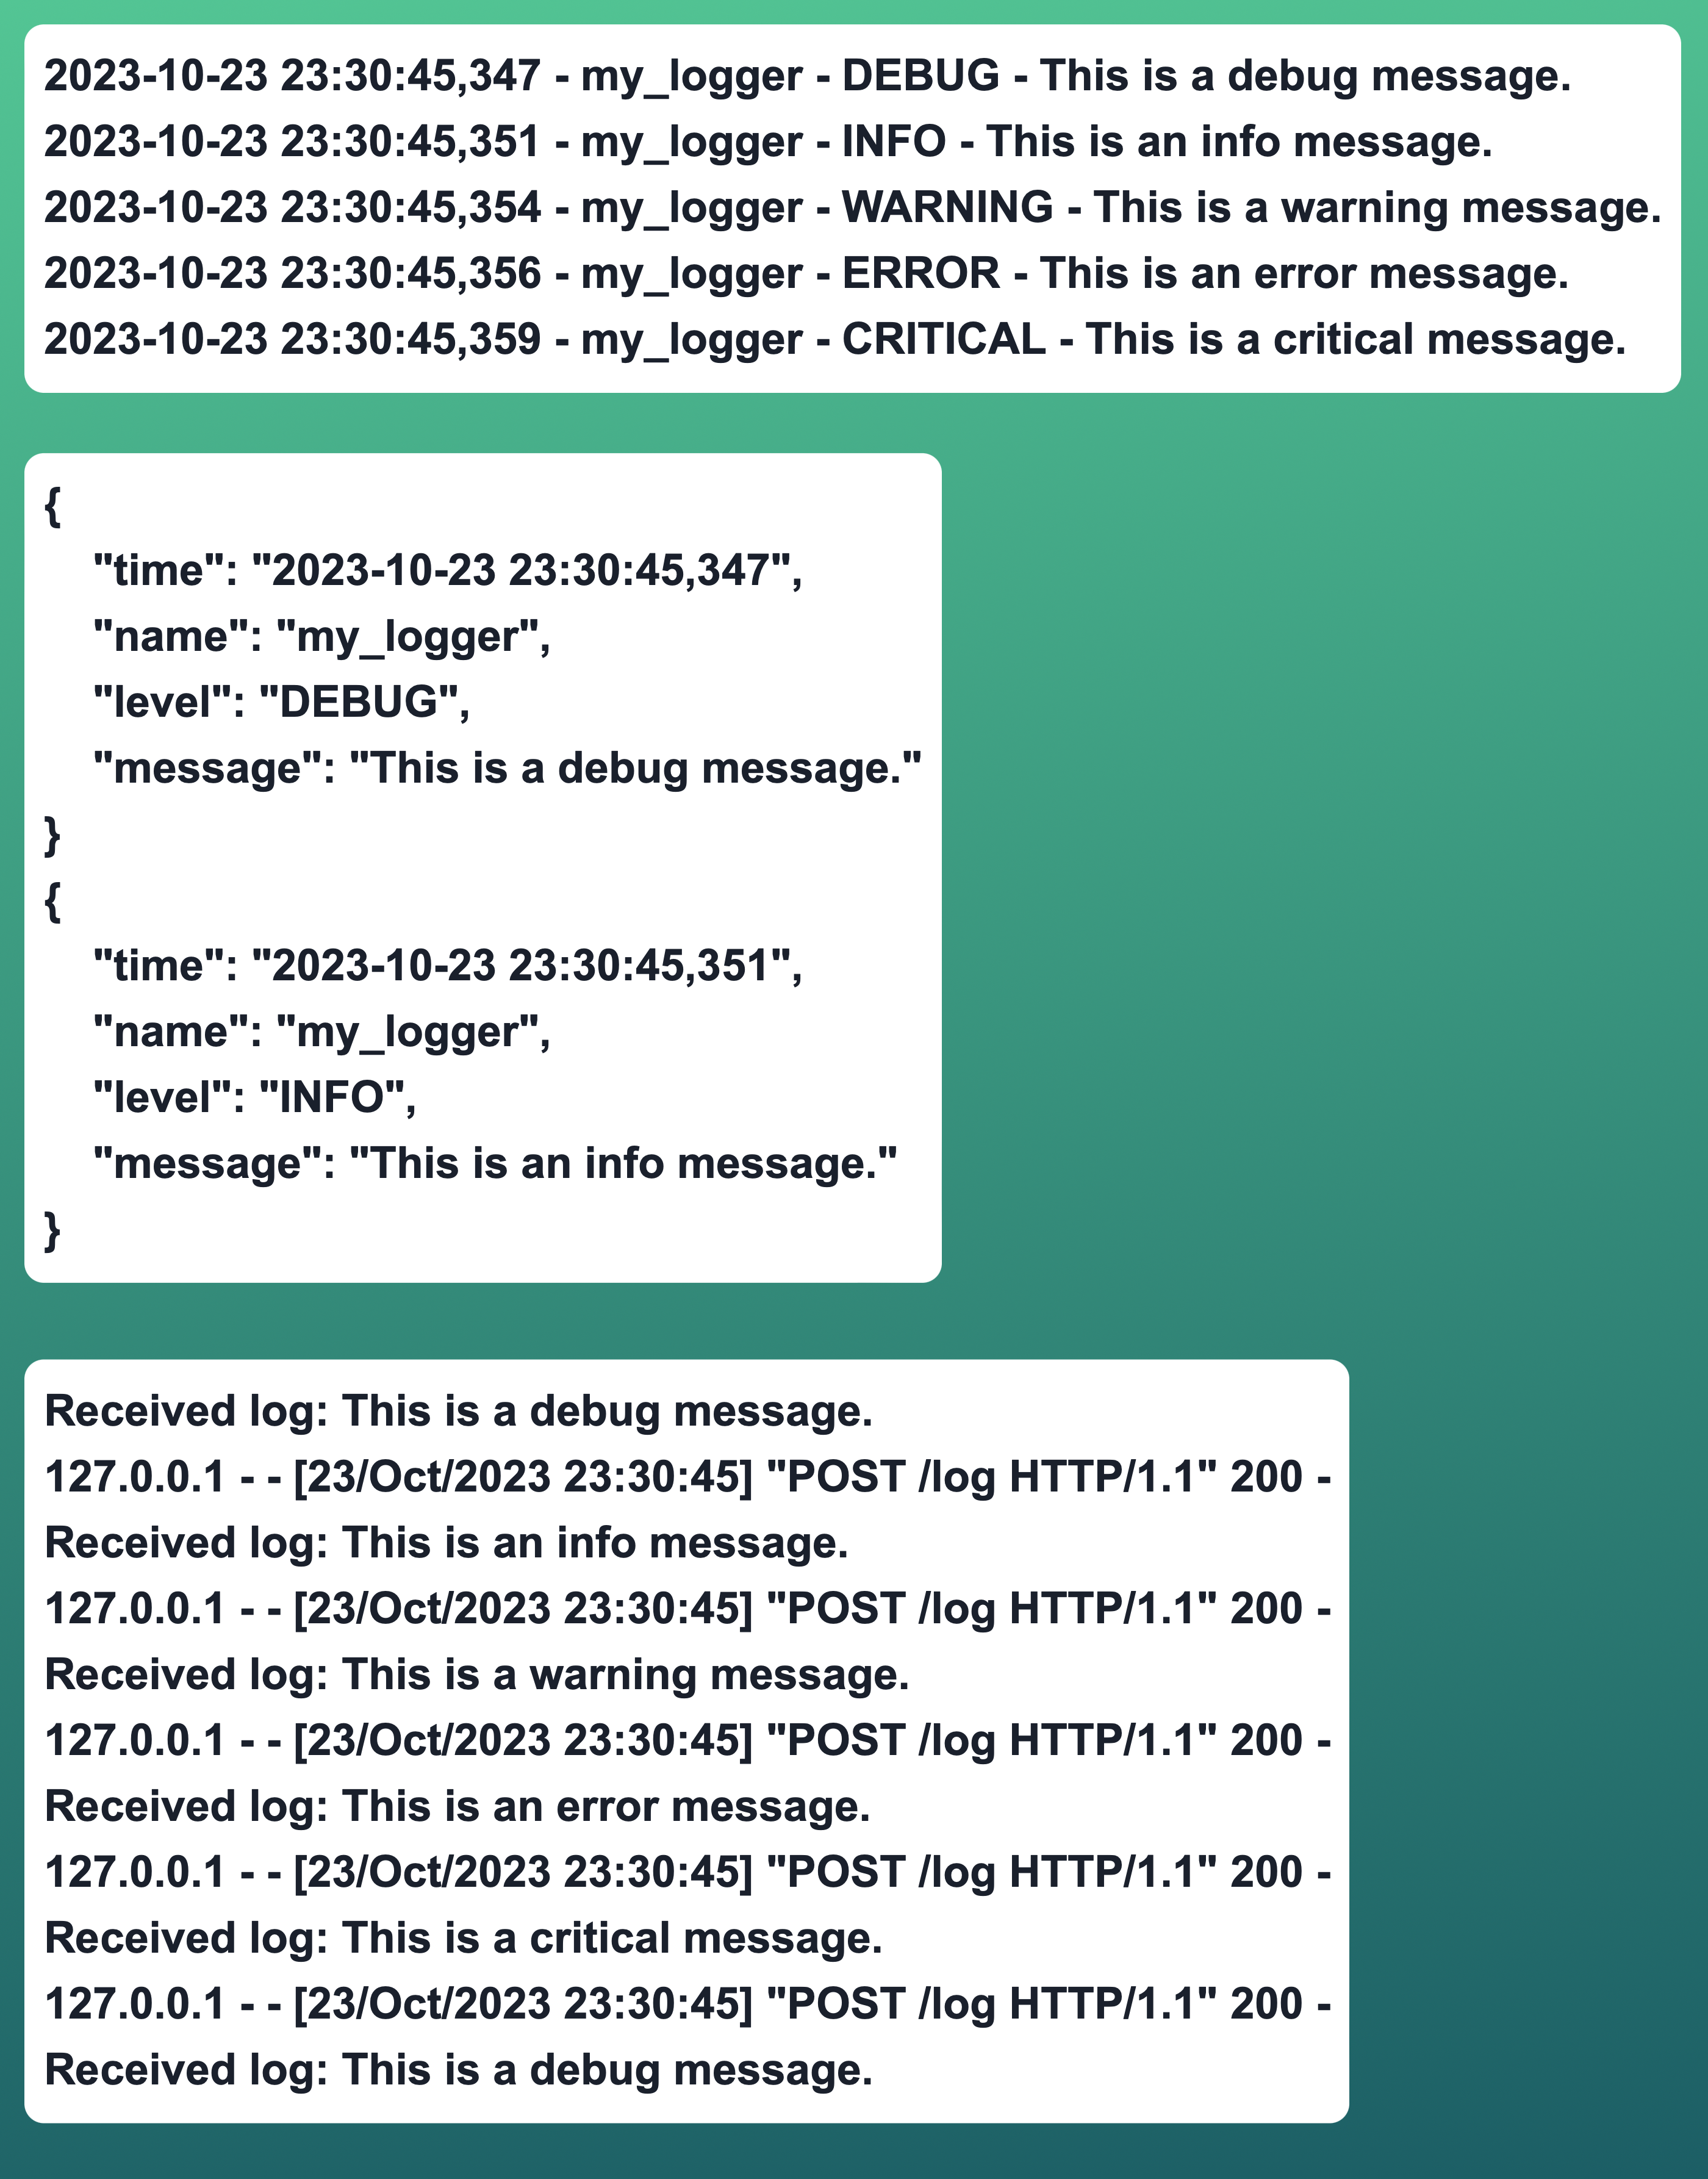 2023-10-23 23:30:45,347 - my_logger - DEBUG - This is a debug message.
2023-10-23 23:30:45,351 - my_logger - INFO - This is an info message.
2023-10-23 23:30:45,354 - my_logger - WARNING - This is a warning message.
2023-10-23 23:30:45,356 - my_logger - ERROR - This is an error message.
2023-10-23 23:30:45,359 - my_logger - CRITICAL - This is a critical message.
{
    "time": "2023-10-23 23:30:45,347",
    "name": "my_logger",
    "level": "DEBUG",
    "message": "This is a debug message."
}
{
    "time": "2023-10-23 23:30:45,351",
    "name": "my_logger",
    "level": "INFO",
    "message": "This is an info message."
}
Received log: This is a debug message.
127.0.0.1 - - [23/Oct/2023 23:30:45] "POST /log HTTP/1.1" 200 -
Received log: This is an info message.
127.0.0.1 - - [23/Oct/2023 23:30:45] "POST /log HTTP/1.1" 200 -
Received log: This is a warning message.
127.0.0.1 - - [23/Oct/2023 23:30:45] "POST /log HTTP/1.1" 200 -
Received log: This is an error message.
127.0.0.1 - - [23/Oct/2023 23:30:45] "POST /log HTTP/1.1" 200 -
Received log: This is a critical message.
127.0.0.1 - - [23/Oct/2023 23:30:45] "POST /log HTTP/1.1" 200 -
Received log: This is a debug message.